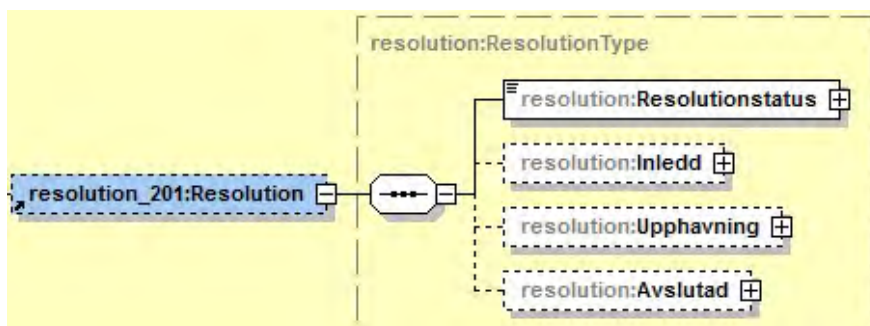 resolution:ResolutionType
resolution:Resolutionstatus
resolution:Inledd
resolution_201:Resolution
resolution:Upphavning
resolution:Avslutad